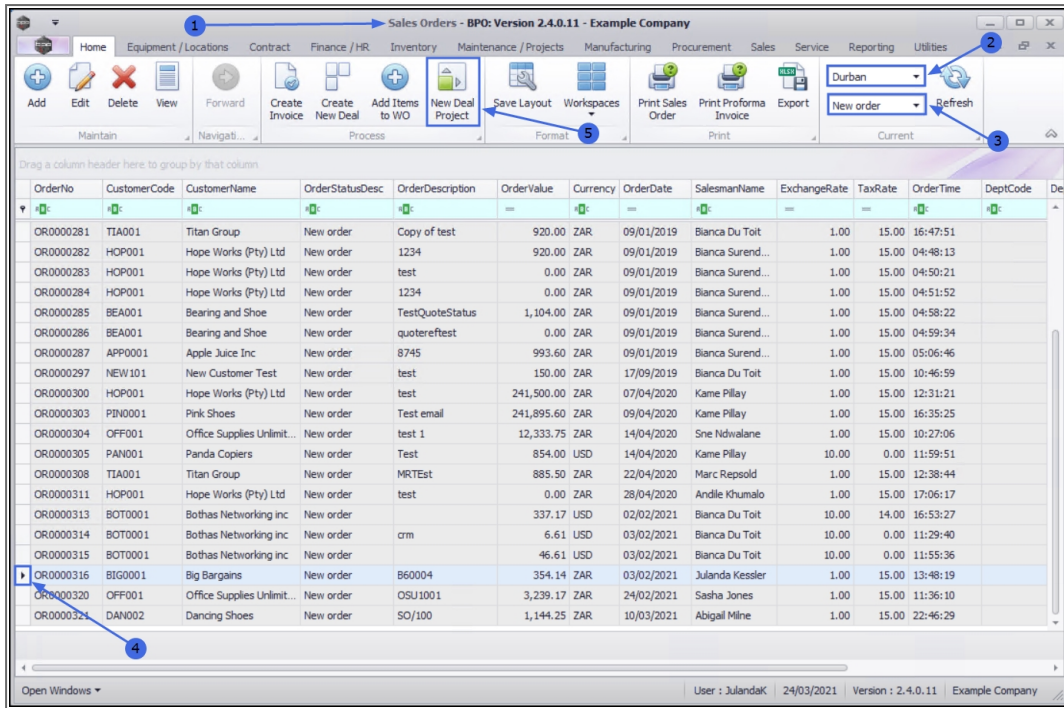 Sales Orders - BPO: Version 2.4.0.11 - Example Company
1
Home Equipment / Locations Contract Finance / HR Inventory Maintenance / Projects Manufacturing Procurement Sales Service Reporting Utilities
2
Add Edit Delete View Forward Create Invoice Create New Deal Add Items to WO New Deal Project Save Layout Workspaces Print Sales Order Print Proforma Invoice Export Durban New order Refresh
5
3
Maintain Navigati... Process Format Print Current
Drag a column header here to group by that column
OrderNo CustomerCode CustomerName OrderStatusDesc OrderDescription OrderValue Currency OrderDate SalesmanName ExchangeRate TaxRate OrderTime DeptCode De
OR0000281 TIA001 Titan Group New order Copy of test 920.00 ZAR 09/01/2019 Bianca Du Toit 1.00 15.00 16:47:51
OR0000282 HOP001 Hope Works (Pty) Ltd New order 1234 920.00 ZAR 09/01/2019 Bianca Surend... 1.00 15.00 04:48:13
OR0000283 HOP001 Hope Works (Pty) Ltd New order test 0.00 ZAR 09/01/2019 Bianca Surend... 1.00 15.00 04:50:21
OR0000284 HOP001 Hope Works (Pty) Ltd New order 1234 0.00 ZAR 09/01/2019 Bianca Surend... 1.00 15.00 04:51:52
OR0000285 BEA001 Bearing and Shoe New order TestQuoteStatus 1,104.00 ZAR 09/01/2019 Bianca Surend... 1.00 15.00 04:58:22
OR0000286 BEA001 Bearing and Shoe New order quotereftest 0.00 ZAR 09/01/2019 Bianca Surend... 1.00 15.00 04:59:34
OR0000287 APP0001 Apple Juice Inc New order 8745 993.60 ZAR 09/01/2019 Bianca Surend... 1.00 15.00 05:06:46
OR0000297 NEW101 New Customer Test New order test 150.00 ZAR 17/09/2019 Bianca Du Toit 1.00 15.00 10:46:59
OR0000300 HOP001 Hope Works (Pty) Ltd New order test 241,500.00 ZAR 07/04/2020 Kame Pillay 1.00 15.00 12:31:21
OR0000303 PIN0001 Pink Shoes New order Test email 241,895.60 ZAR 09/04/2020 Kame Pillay 1.00 15.00 16:35:25
OR0000304 OFF001 Office Supplies Unlimit... New order test 1 12,333.75 ZAR 14/04/2020 Sne Ndwalane 1.00 15.00 10:27:06
OR0000305 PAN001 Panda Copiers New order Test 854.00 USD 14/04/2020 Kame Pillay 10.00 0.00 11:59:51
OR0000308 TIA001 Titan Group New order MRTEst 885.50 ZAR 22/04/2020 Marc Repsold 1.00 15.00 12:38:44
OR0000311 HOP001 Hope Works (Pty) Ltd New order test 0.00 ZAR 28/04/2020 Andile Khumalo 1.00 15.00 17:06:17
OR0000313 BOT0001 Bothas Networking inc New order 337.17 USD 02/02/2021 Bianca Du Toit 10.00 14.00 16:53:27
OR0000314 BOT0001 Bothas Networking inc New order crm 6.61 USD 03/02/2021 Bianca Du Toit 10.00 0.00 11:29:40
OR0000315 BOT0001 Bothas Networking inc New order 46.61 USD 03/02/2021 Bianca Du Toit 10.00 0.00 11:55:36
OR0000316 BIG0001 Big Bargains New order B60004 354.14 ZAR 03/02/2021 Julanda Kessler 1.00 15.00 13:48:19
OR0000320 OFF001 Office Supplies Unlimit... New order OSU1001 3,239.17 ZAR 24/02/2021 Sasha Jones 1.00 15.00 11:36:10
OR0000321 DAN002 Dancing Shoes New order SO/100 1,144.25 ZAR 10/03/2021 Abigail Milne 1.00 15.00 22:46:29
4
Open Windows User : JulandaK 24/03/2021 Version : 2.4.0.11 Example Company